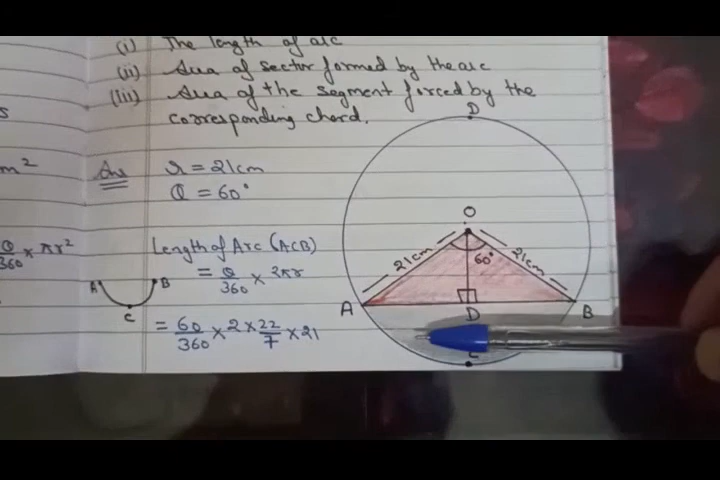 (i) The length of arc
(ii) Area of sector formed by the arc
(iii) Area of the segment forced by the
corresponding chord.
s
m²
θ/360 × πr²
Ans r = 21cm
θ = 60°
Length of Arc (ACB)
= θ/360 × 2πr
A B
C
= 60/360 × 2 × 22/7 × 21
D
O
21cm 60° 21cm
A D B
C